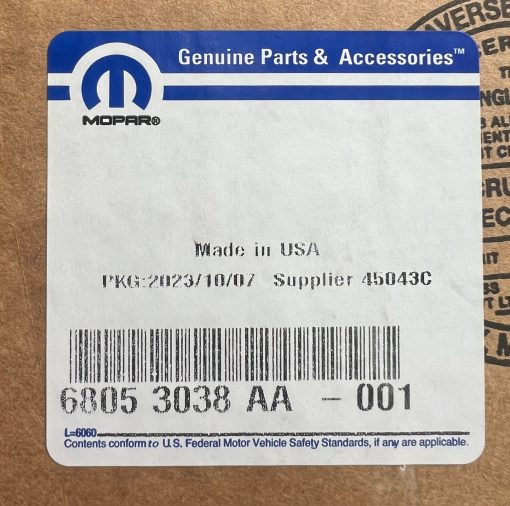 Genuine Parts & Accessories™
MOPAR®
Made in USA
PKG:2023/10/07 Supplier 45043C
6805 3038 AA - 001
L=6060
Contents conform to U.S. Federal Motor Vehicle Safety Standards, if any are applicable.